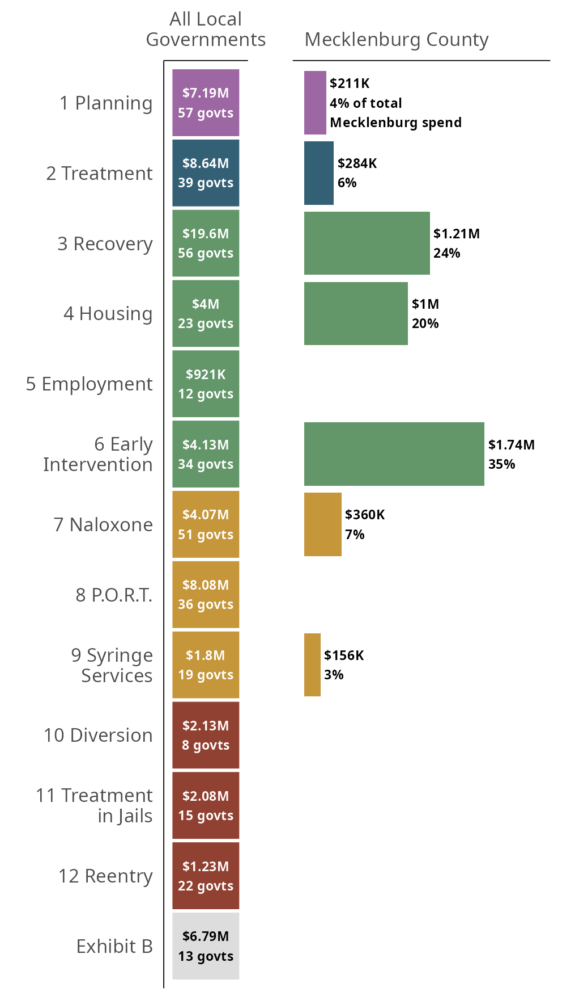 All Local
Governments
Mecklenburg County
1 Planning
$7.19M
57 govts
$211K
4% of total
Mecklenburg spend
2 Treatment
$8.64M
39 govts
$284K
6%
3 Recovery
$19.6M
56 govts
$1.21M
24%
4 Housing
$4M
23 govts
$1M
20%
5 Employment
$921K
12 govts
6 Early
Intervention
$4.13M
34 govts
$1.74M
35%
7 Naloxone
$4.07M
51 govts
$360K
7%
8 P.O.R.T.
$8.08M
36 govts
9 Syringe
Services
$1.8M
19 govts
$156K
3%
10 Diversion
$2.13M
8 govts
11 Treatment
in Jails
$2.08M
15 govts
12 Reentry
$1.23M
22 govts
Exhibit B
$6.79M
13 govts